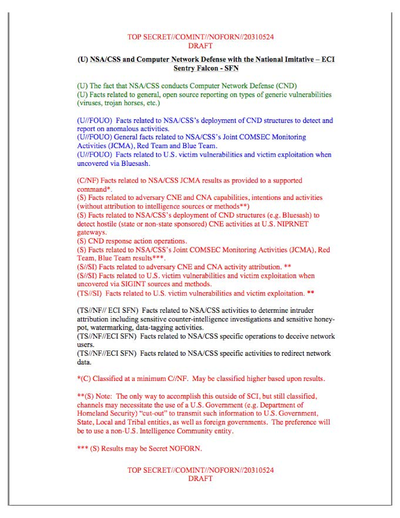 TOP SECRET//COMINT//NOFORN//20310524
DRAFT
(U) NSA/CSS and Computer Network Defense with the National Imitative – ECI
Sentry Falcon - SFN
(U) The fact that NSA/CSS conducts Computer Network Defense (CND)
(U) Facts related to general, open source reporting on types of generic vulnerabilities
(viruses, trojan horses, etc.)
(U//FOUO)  Facts related to NSA/CSS's deployment of CND structures to detect and
report on anomalous activities.
(U//FOUO) General facts related to NSA/CSS's Joint COMSEC Monitoring
Activities (JCMA), Red Team and Blue Team.
(U//FOUO)  Facts related to U.S. victim vulnerabilities and victim exploitation when
uncovered via Bluesash.
(C/NF) Facts related to NSA/CSS JCMA results as provided to a supported
command*.
(S) Facts related to adversary CNE and CNA capabilities, intentions and activities
(without attribution to intelligence sources or methods**)
(S) Facts related to NSA/CSS's deployment of CND structures (e.g. Bluesash) to
detect hostile (state or non-state sponsored) CNE activities at U.S. NIPRNET
gateways.
(S) CND response action operations.
(S) Facts related to NSA/CSS's Joint COMSEC Monitoring Activities (JCMA), Red
Team, Blue Team results***.
(S//SI) Facts related to adversary CNE and CNA activity attribution. **
(S//SI) Facts related to U.S. victim vulnerabilities and victim exploitation when
uncovered via SIGINT sources and methods.
(TS//SI)  Facts related to U.S. victim vulnerabilities and victim exploitation. **
(TS//NF// ECI SFN)  Facts related to NSA/CSS activities to determine intruder
attribution including sensitive counter-intelligence investigations and sensitive honey-
pot, watermarking, data-tagging activities.
(TS//NF//ECI SFN)  Facts related to NSA/CSS specific operations to deceive network
users.
(TS//NF//ECI SFN)  Facts related to NSA/CSS specific activities to redirect network
data.
*(C) Classified at a minimum C//NF.  May be classified higher based upon results.
**(S) Note:  The only way to accomplish this outside of SCI, but still classified,
channels may necessitate the use of a U.S. Government (e.g. Department of
Homeland Security) "cut-out" to transmit such information to U.S. Government,
State, Local and Tribal entities, as well as foreign governments.  The preference will
be to use a non-U.S. Intelligence Community entity.
*** (S) Results may be Secret NOFORN.
TOP SECRET//COMINT//NOFORN//20310524
DRAFT